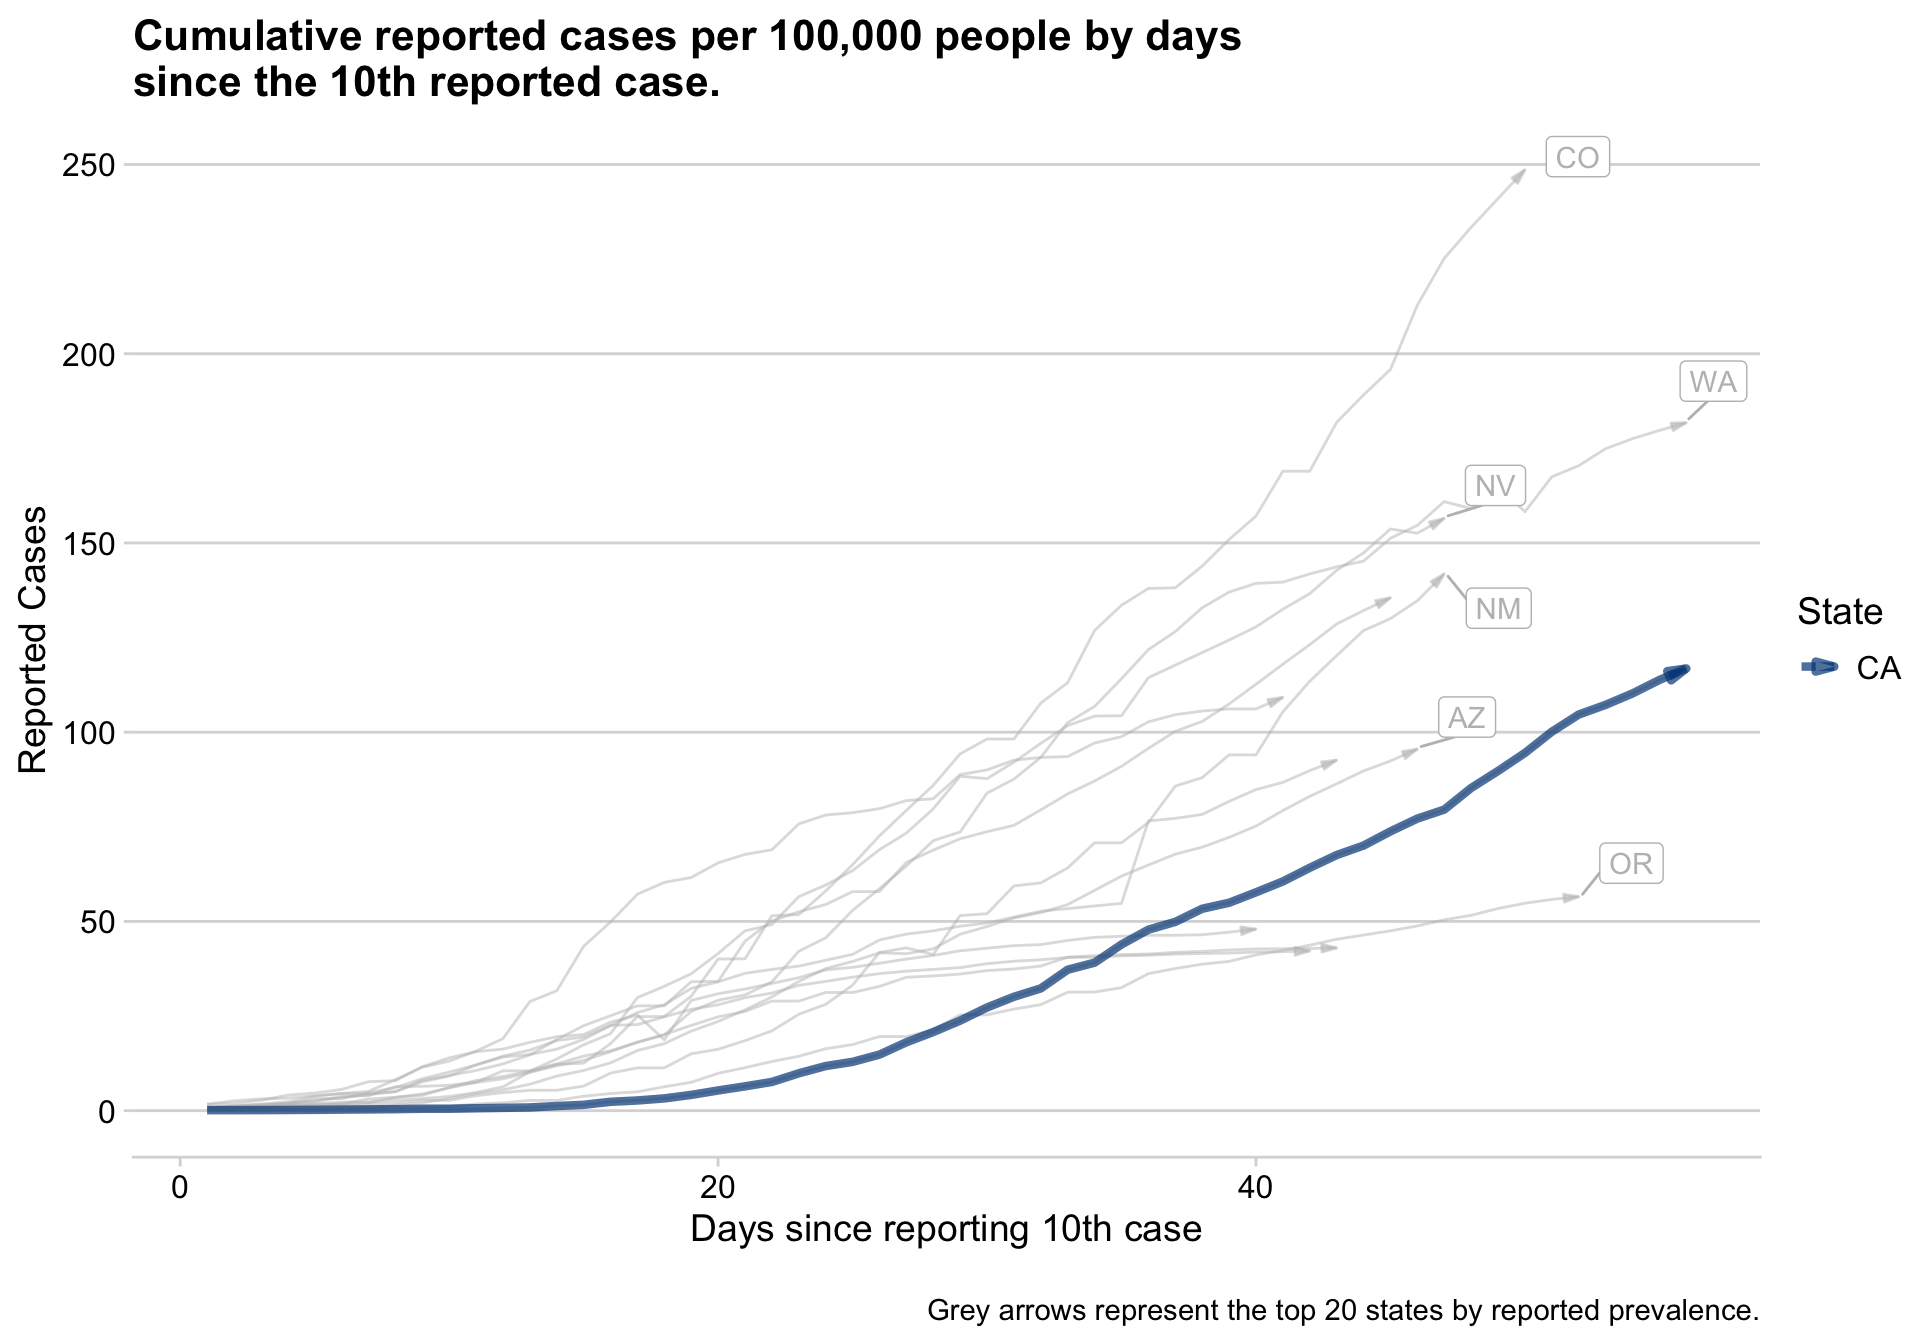 Cumulative reported cases per 100,000 people by days
since the 10th reported case.
250
200
150
100
50
0
Reported Cases
CO
WA
NV
NM
AZ
OR
State
CA
0
20
40
Days since reporting 10th case
Grey arrows represent the top 20 states by reported prevalence.